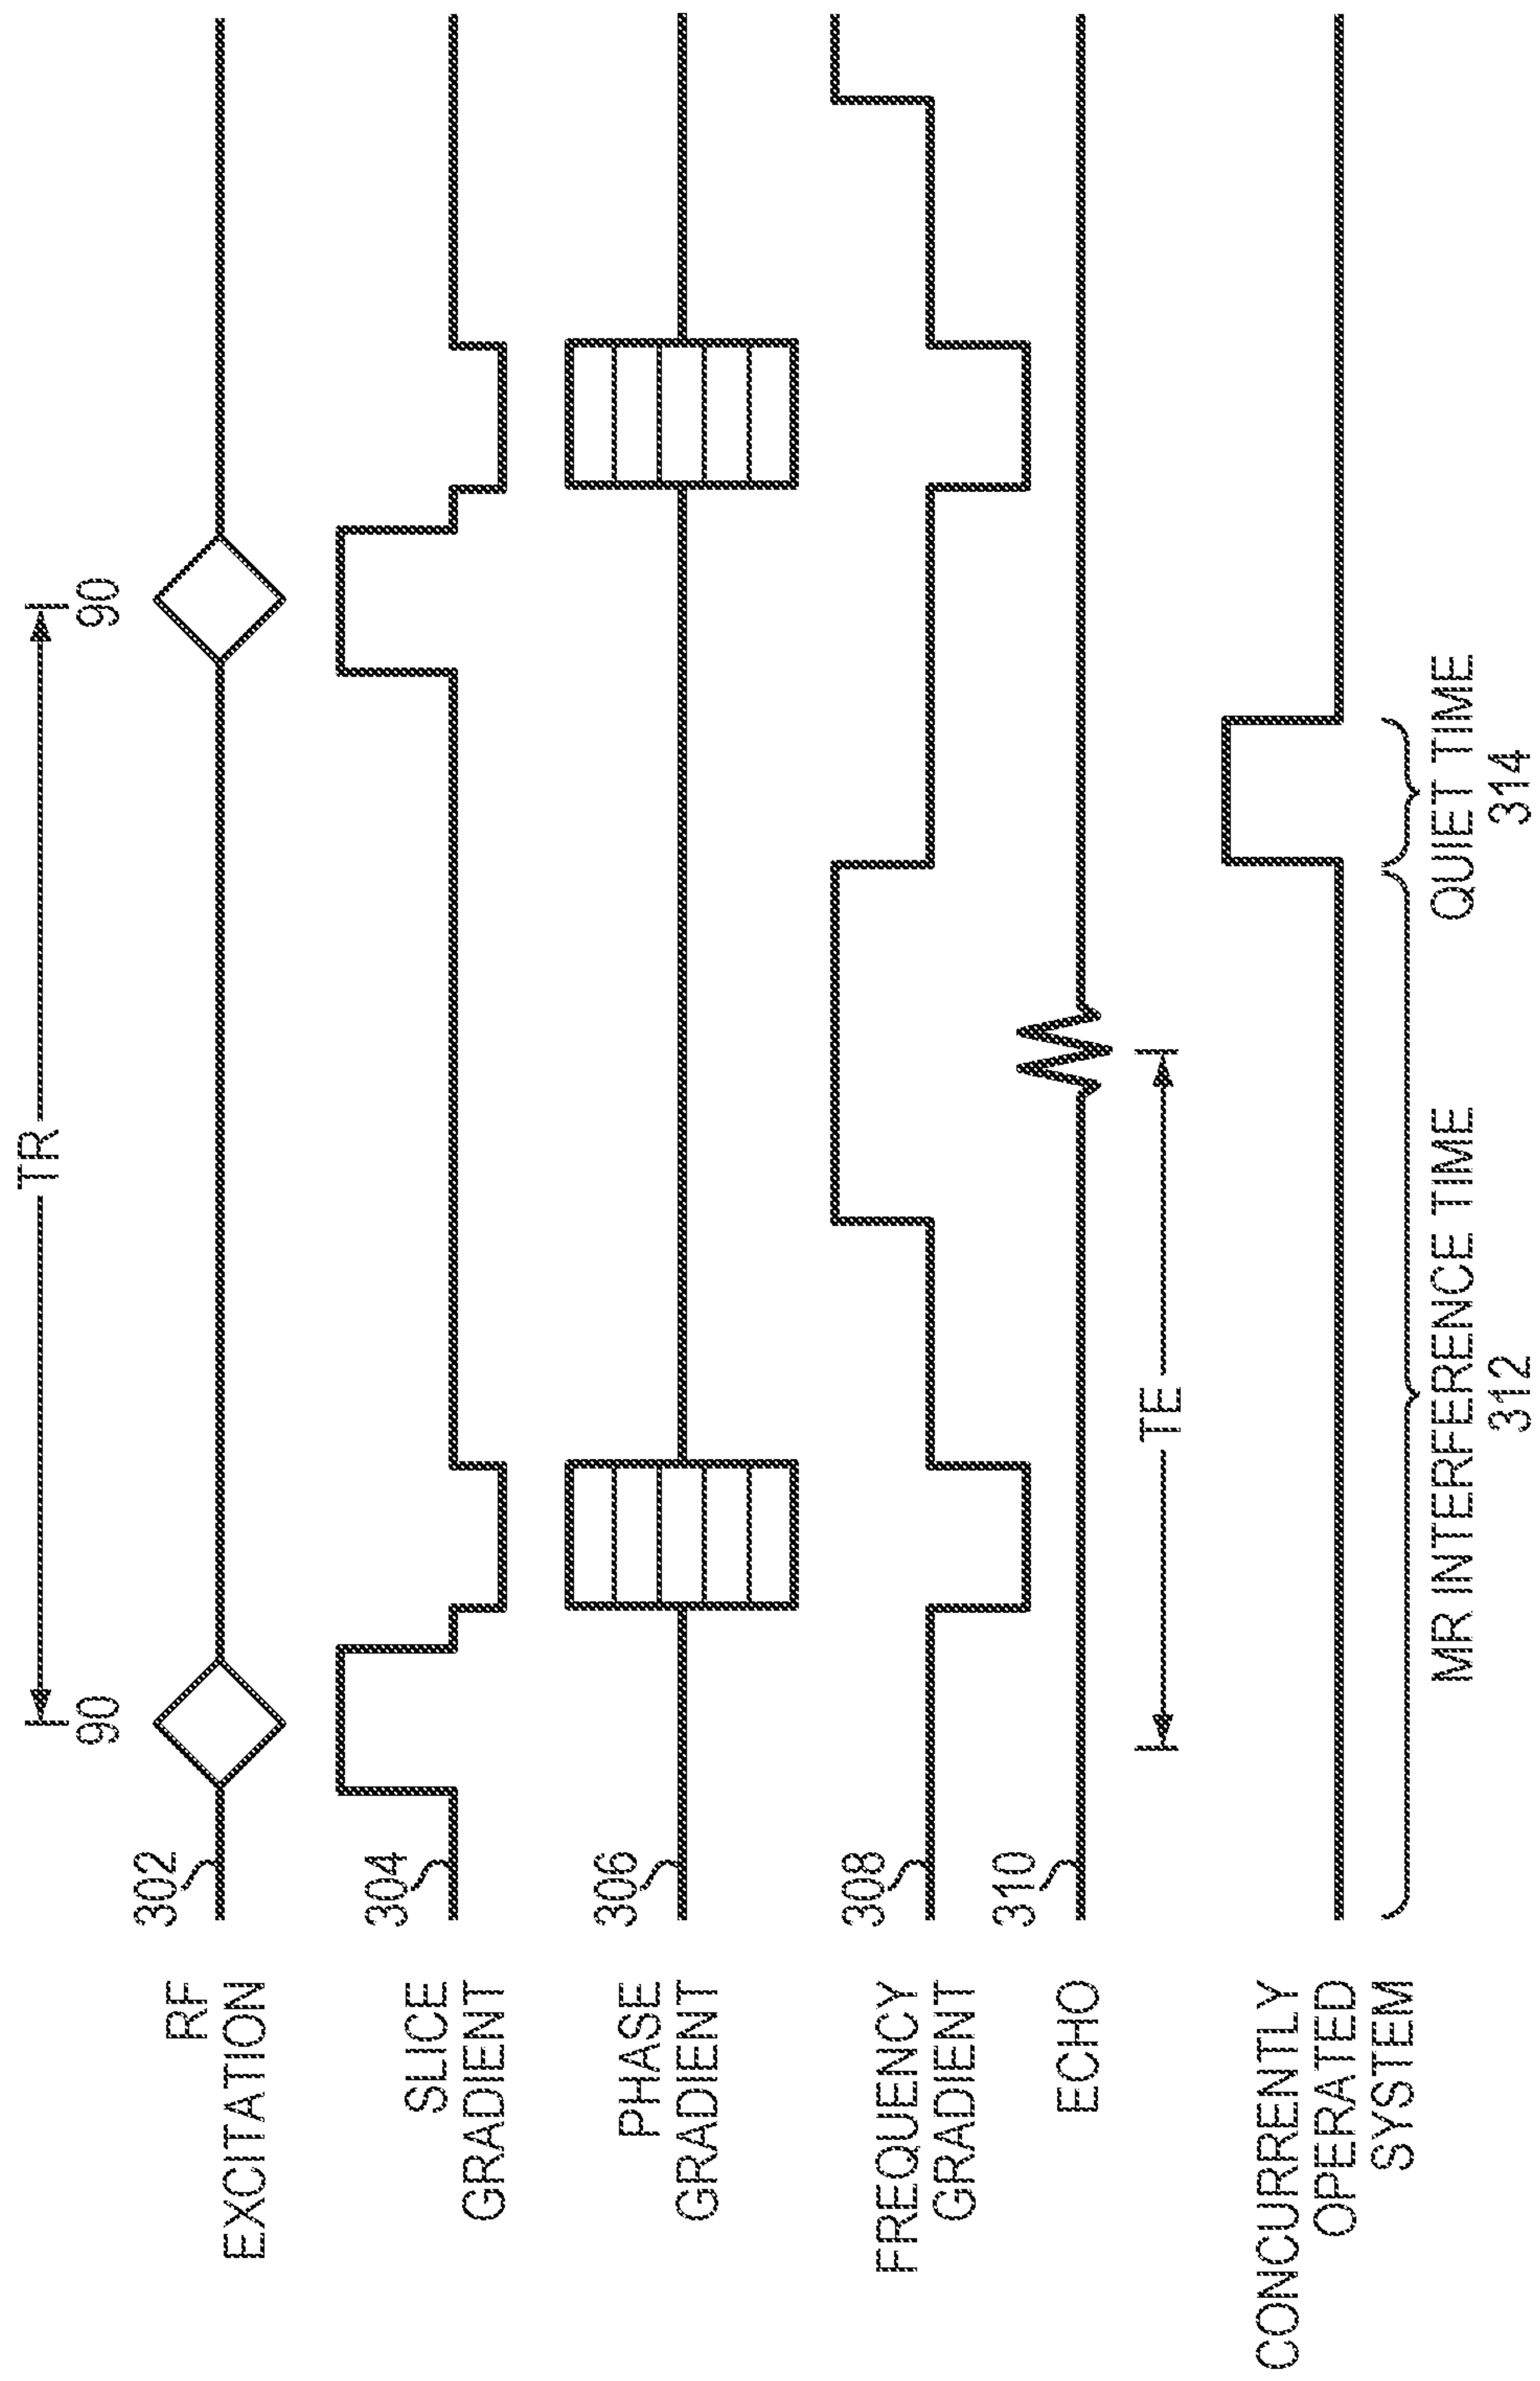 TR
90
90
RF
EXCITATION
302
SLICE
GRADIENT
304
PHASE
GRADIENT
306
FREQUENCY
GRADIENT
308
ECHO
310
TE
CONCURRENTLY
OPERATED
SYSTEM
MR INTERFERENCE TIME
312
QUIET TIME
314